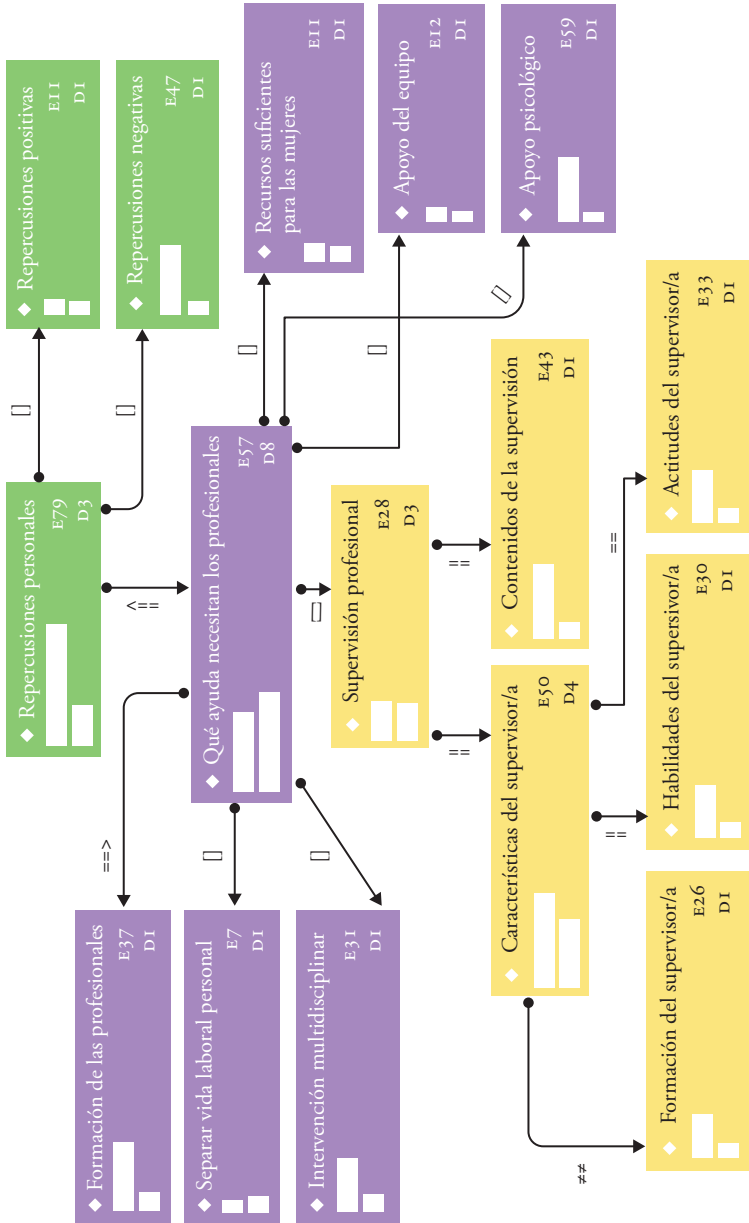 ◆ Repercusiones personales
E79
D3
[]
◆ Repercusiones positivas
E11
D1
[]
◆ Repercusiones negativas
E47
D1
<==
==>
◆ Formación de las profesionales
E37
D1
[]
◆ Separar vida laboral personal
E7
D1
[]
◆ Intervención multidisciplinar
E31
D1
◆ Qué ayuda necesitan los profesionales
E57
D8
[]
◆ Recursos suficientes
para las mujeres
E11
D1
[]
◆ Apoyo del equipo
E12
D1
[]
◆ Apoyo psicológico
E59
D1
[]
◆ Supervisión profesional
E28
D3
==
==
◆ Características del supervisor/a
E50
D4
◆ Contenidos de la supervisión
E43
D1
≠≠
==
==
◆ Formación del supervisor/a
E26
D1
◆ Habilidades del supersivor/a
E30
D1
◆ Actitudes del supervisor/a
E33
D1